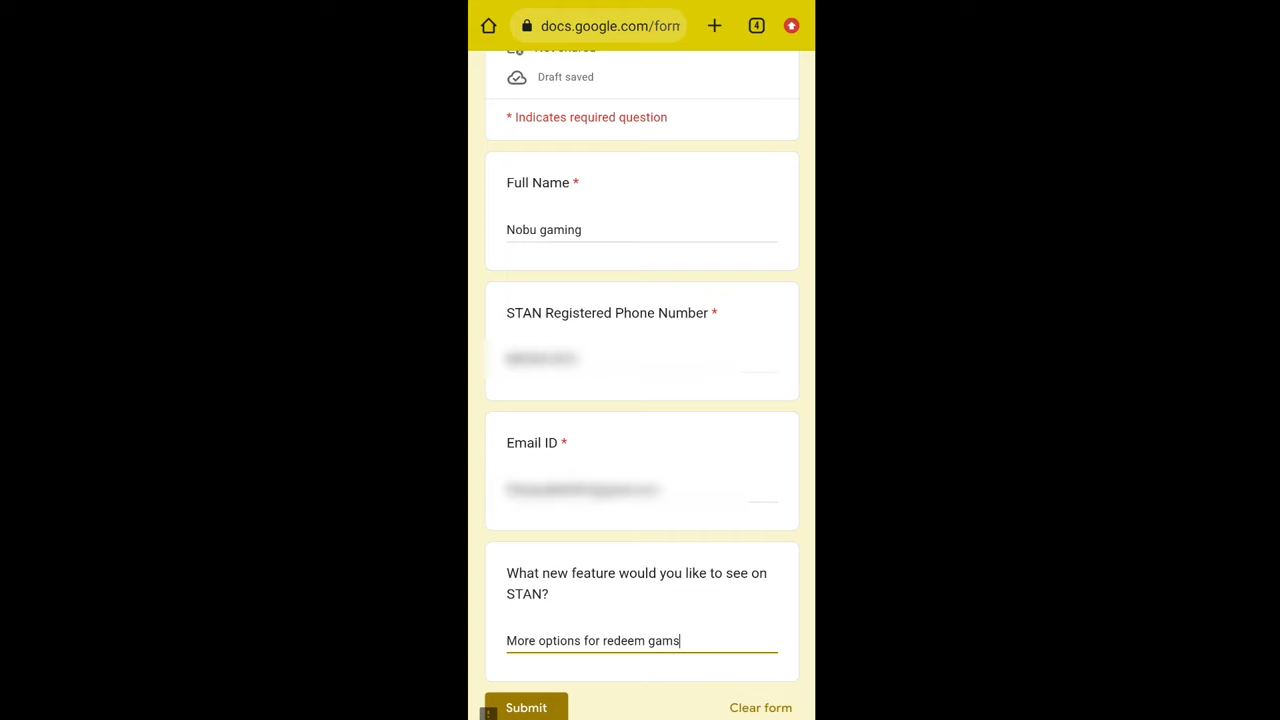 docs.google.com/form
4
Draft saved
* Indicates required question
Full Name *
Nobu gaming
STAN Registered Phone Number *
Email ID *
What new feature would you like to see on
STAN?
More options for redeem gams
Submit
Clear form